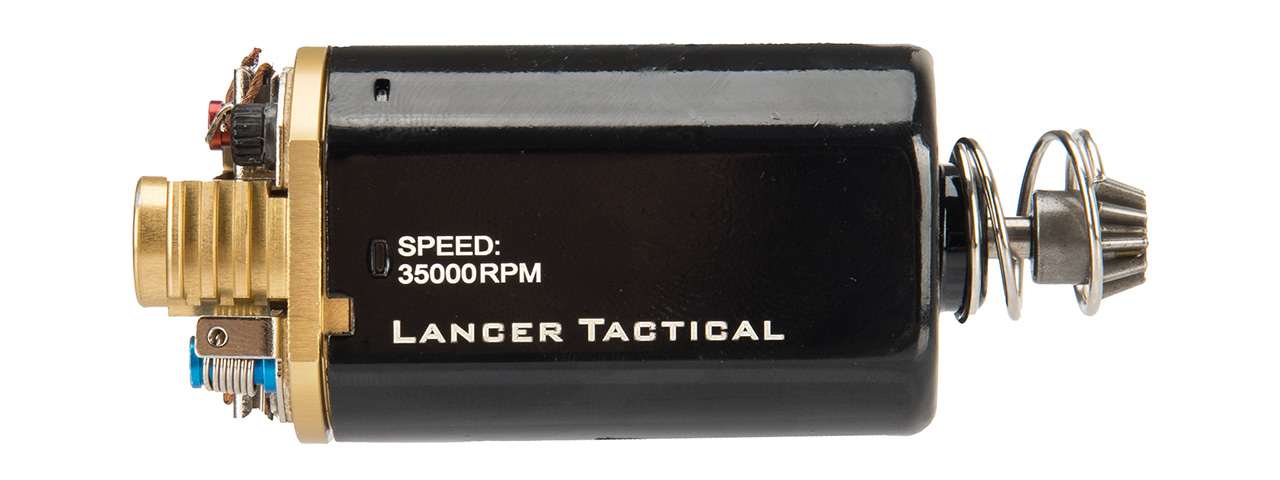 SPEED:
35000RPM
LANCER TACTICAL